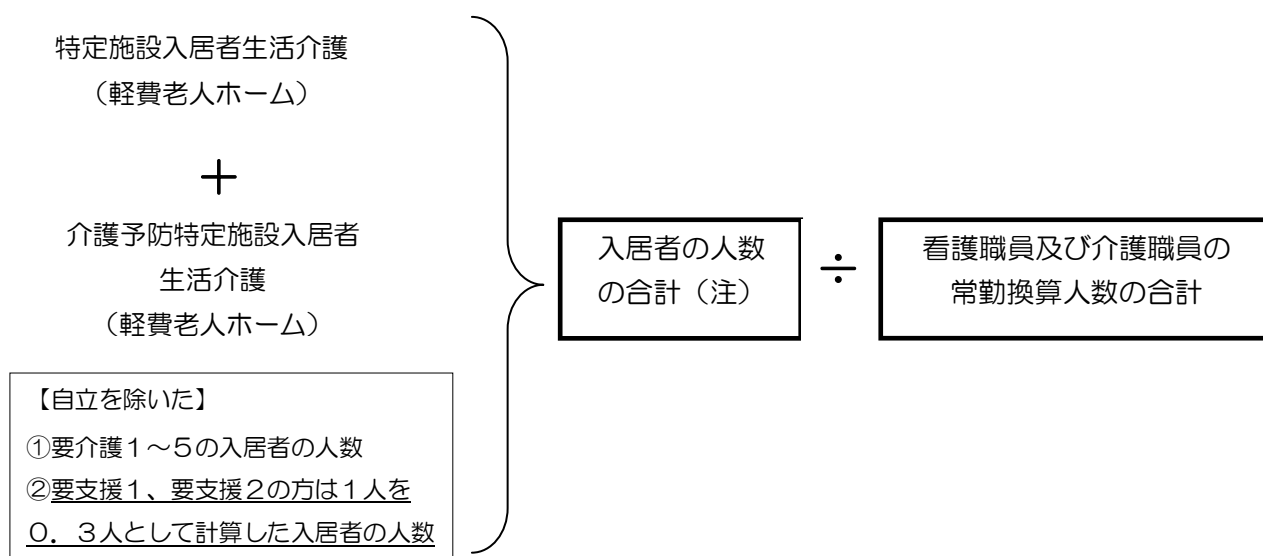 特定施設入居者生活介護
（軽費老人ホーム）
＋
介護予防特定施設入居者
生活介護
（軽費老人ホーム）
【自立を除いた】
①要介護１～５の入居者の人数
②要支援１、要支援２の方は１人を
０．３人として計算した入居者の人数
入居者の人数
の合計（注）
÷
看護職員及び介護職員の
常勤換算人数の合計